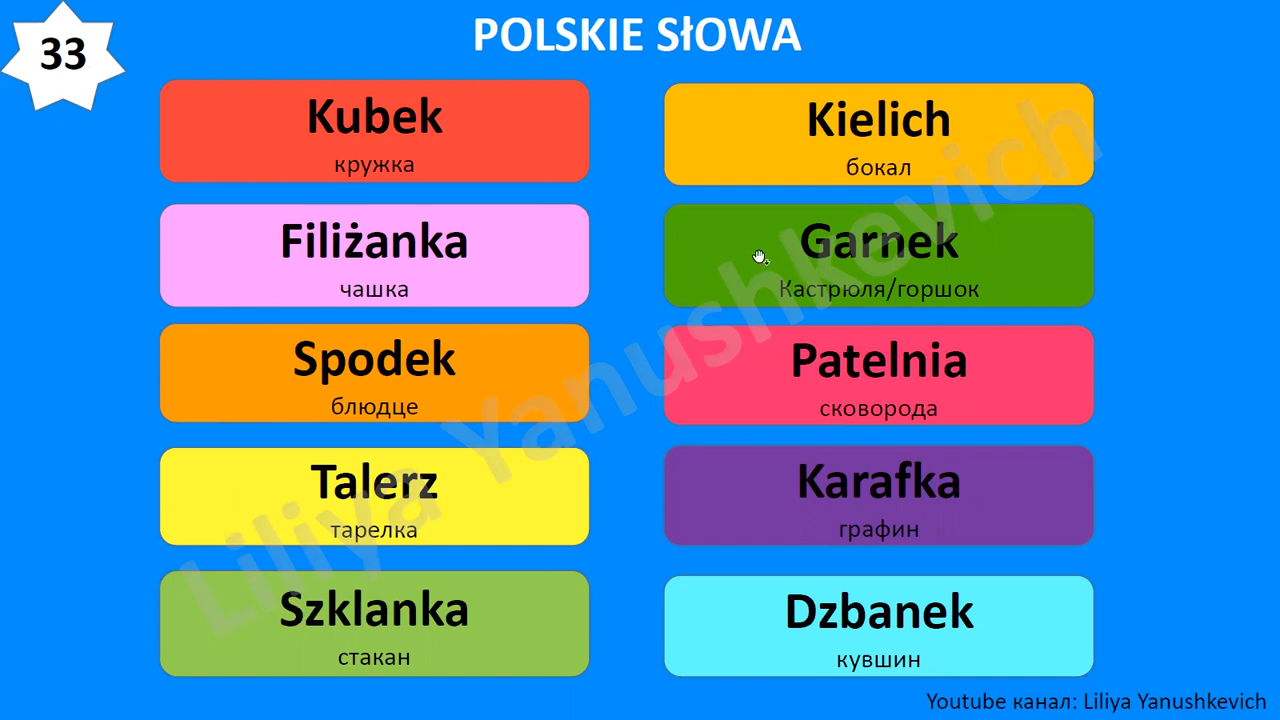 33
POLSKIE SŁOWA
Kubek
кружка
Filiżanka
чашка
Spodek
блюдце
Talerz
тарелка
Szklanka
стакан
Kielich
бокал
Garnek
Кастрюля/горшок
Patelnia
сковорода
Karafka
графин
Dzbanek
кувшин
Liliya Yanushkevich
Youtube канал: Liliya Yanushkevich